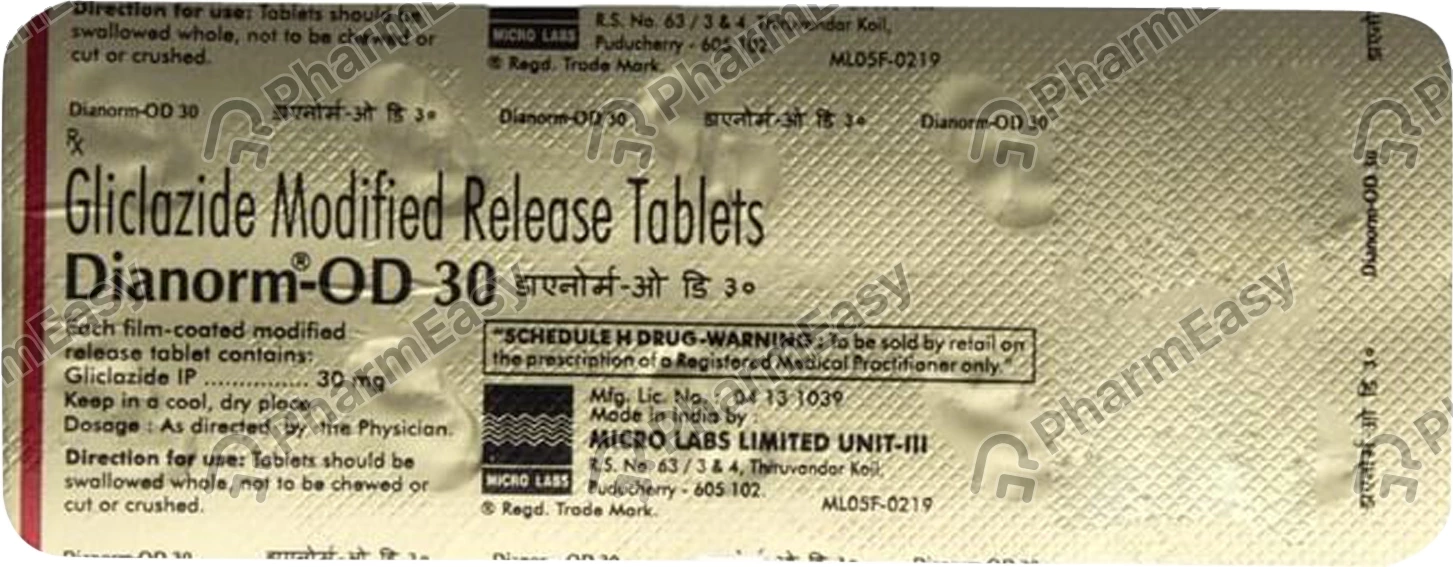 Direction for use: Tablets should be
swallowed whole, not to be chewed or
cut or crushed.
MICRO LABS
R.S. No. 63 / 3 & 4, Thiruvandar Koil,
Puducherry - 605 102.
® Regd. Trade Mark.
ML05F-0219
Dianorm-OD 30 डाएनोर्म-ओ डि ३० Dianorm-OD 30 डाएनोर्म-ओ डि ३० Dianorm-OD 30
Rx
Gliclazide Modified Release Tablets
Dianorm®-OD 30 डाएनोर्म-ओ डि ३०
Each film-coated modified
release tablet contains:
Gliclazide IP .............. 30 mg
Keep in a cool, dry place.
Dosage : As directed by the Physician.
Direction for use: Tablets should be
swallowed whole, not to be chewed or
cut or crushed.
"SCHEDULE H DRUG-WARNING : To be sold by retail on
the prescription of a Registered Medical Practitioner only."
Mfg. Lic. No. : 04 13 1039
Made in India by :
MICRO LABS LIMITED UNIT-III
R.S. No. 63 / 3 & 4, Thiruvandar Koil,
Puducherry - 605 102.
MICRO LABS
® Regd. Trade Mark.
ML05F-0219
Dianorm-OD 30
डाएनोर्म-ओ डि ३०
PharmEasy
PharmEasy
PharmEasy
PharmEasy
PharmEasy